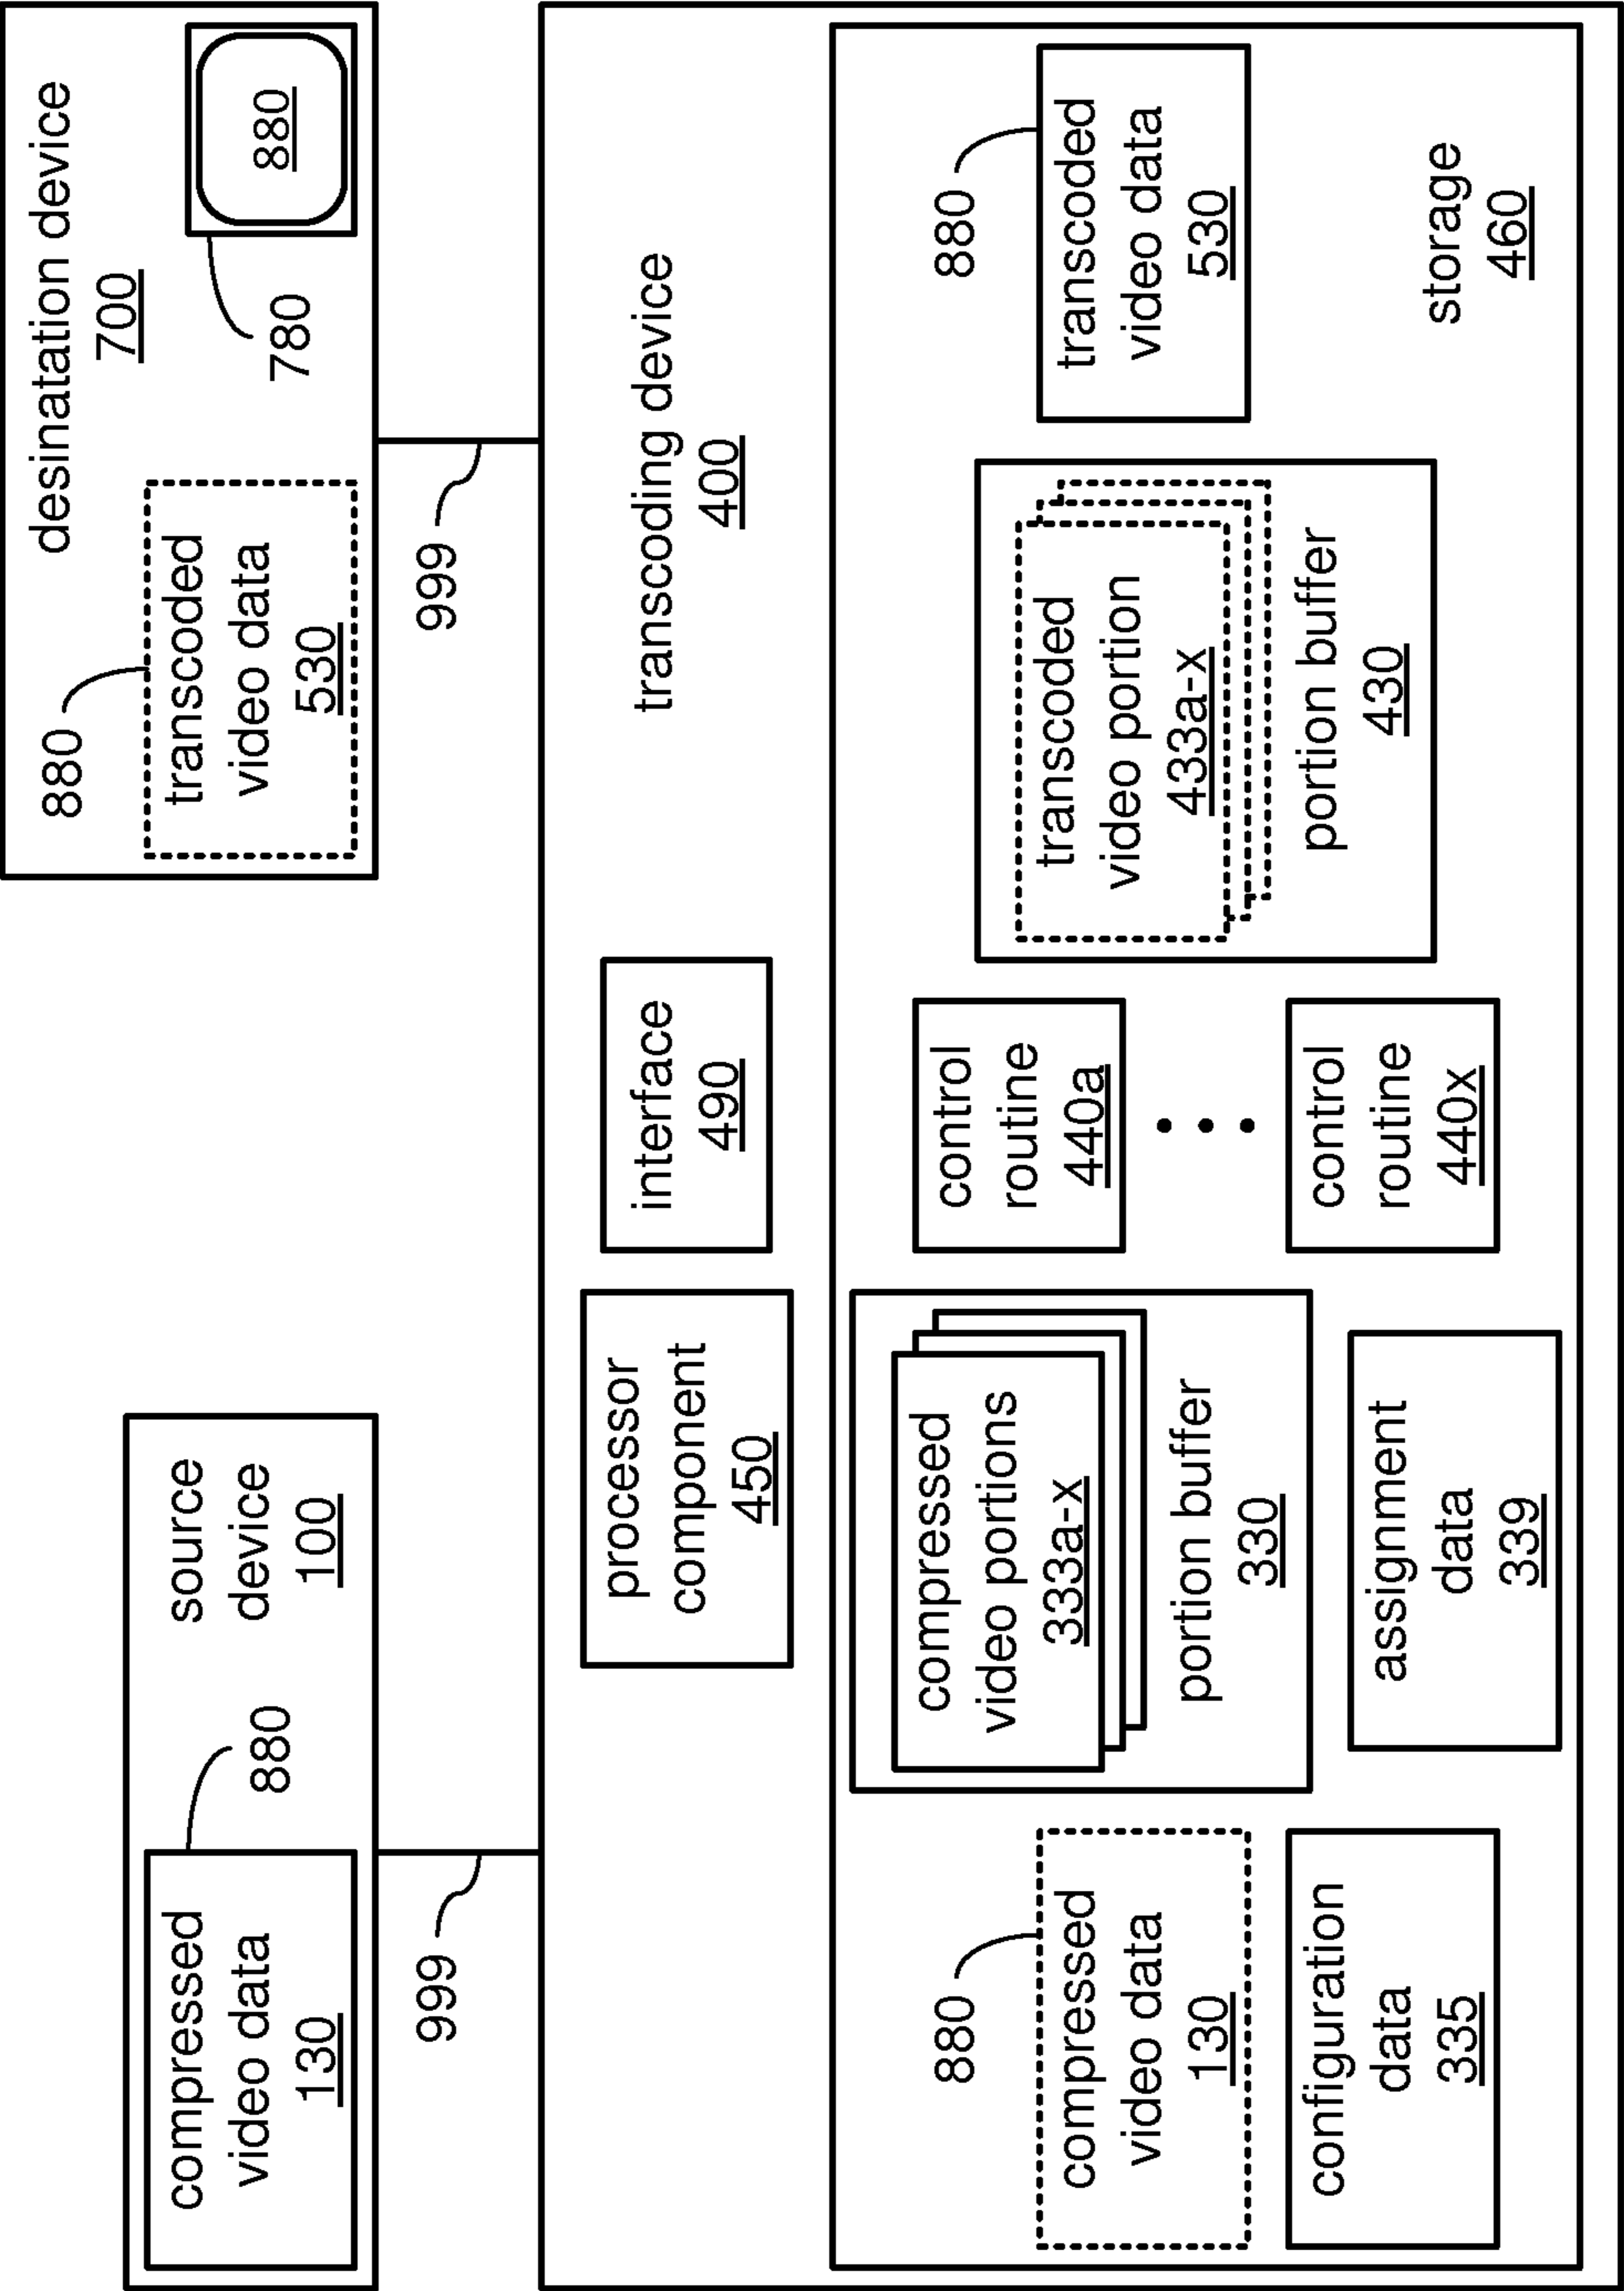 compressed
video data
130
880
source
device
100
999
desinatation device
700
880
transcoded
video data
530
780
880
999
transcoding device
400
processor
component
450
interface
490
880
compressed
video data
130
configuration
data
335
compressed
video portions
333a-x
portion buffer
330
assignment
data
339
control
routine
440a
control
routine
440x
transcoded
video portion
433a-x
portion buffer
430
880
transcoded
video data
530
storage
460